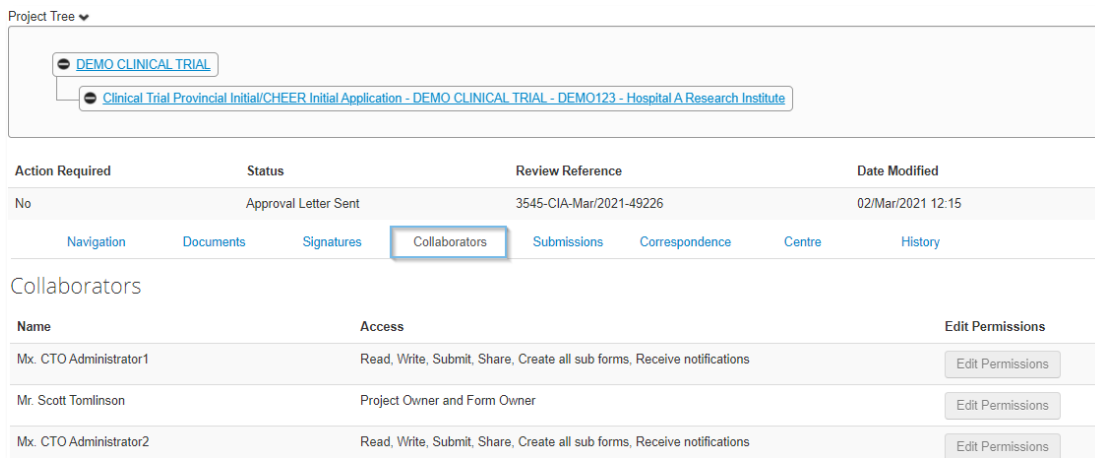 Project Tree
DEMO CLINICAL TRIAL
Clinical Trial Provincial Initial/CHEER Initial Application - DEMO CLINICAL TRIAL - DEMO123 - Hospital A Research Institute
Action Required Status Review Reference Date Modified
No Approval Letter Sent 3545-CIA-Mar/2021-49226 02/Mar/2021 12:15
Navigation Documents Signatures Collaborators Submissions Correspondence Centre History
Collaborators
Name Access Edit Permissions
Mx. CTO Administrator1 Read, Write, Submit, Share, Create all sub forms, Receive notifications Edit Permissions
Mr. Scott Tomlinson Project Owner and Form Owner Edit Permissions
Mx. CTO Administrator2 Read, Write, Submit, Share, Create all sub forms, Receive notifications Edit Permissions